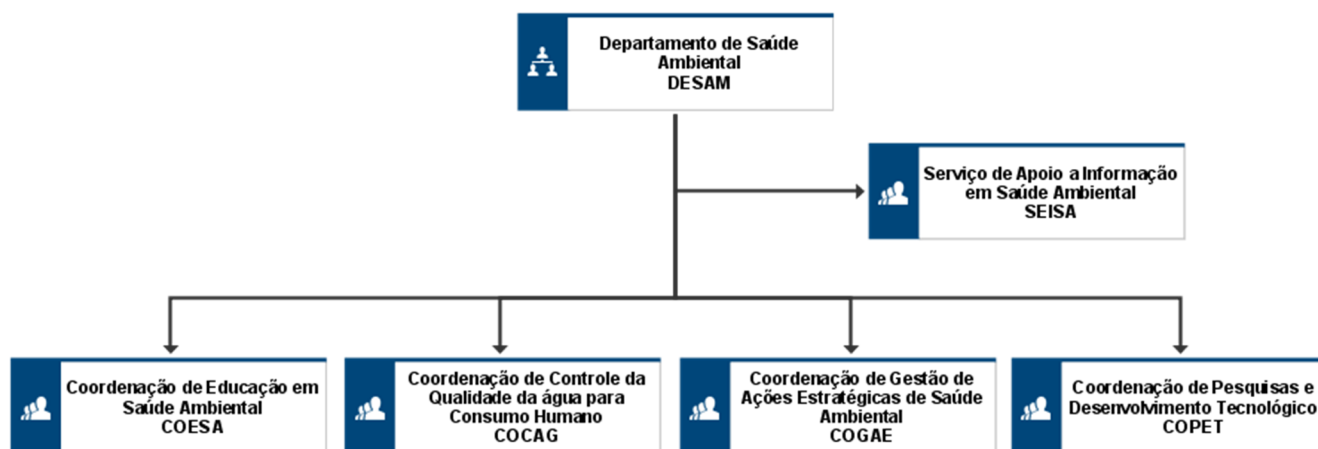 Departamento de Saúde
Ambiental
DESAM
Serviço de Apoio a Informação
em Saúde Ambiental
SEISA
Coordenação de Educação em
Saúde Ambiental
COESA
Coordenação de Controle da
Qualidade da água para
Consumo Humano
COCAG
Coordenação de Gestão de
Ações Estratégicas de Saúde
Ambiental
COGAE
Coordenação de Pesquisas e
Desenvolvimento Tecnológico
COPET